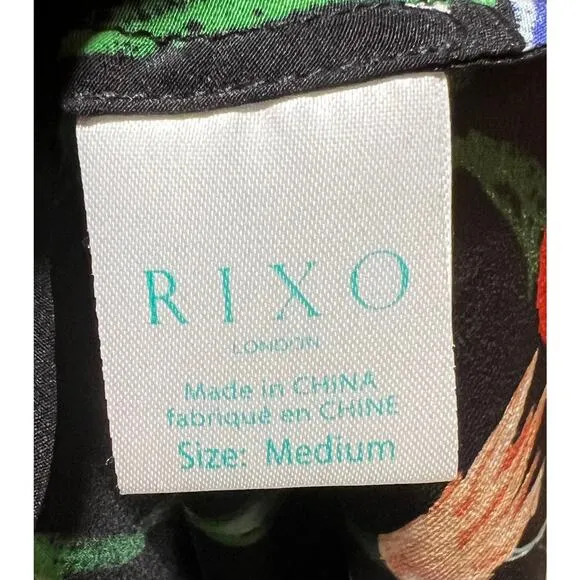 RIXO
LONDON
Made in CHINA
fabriqué en CHINE
Size: Medium